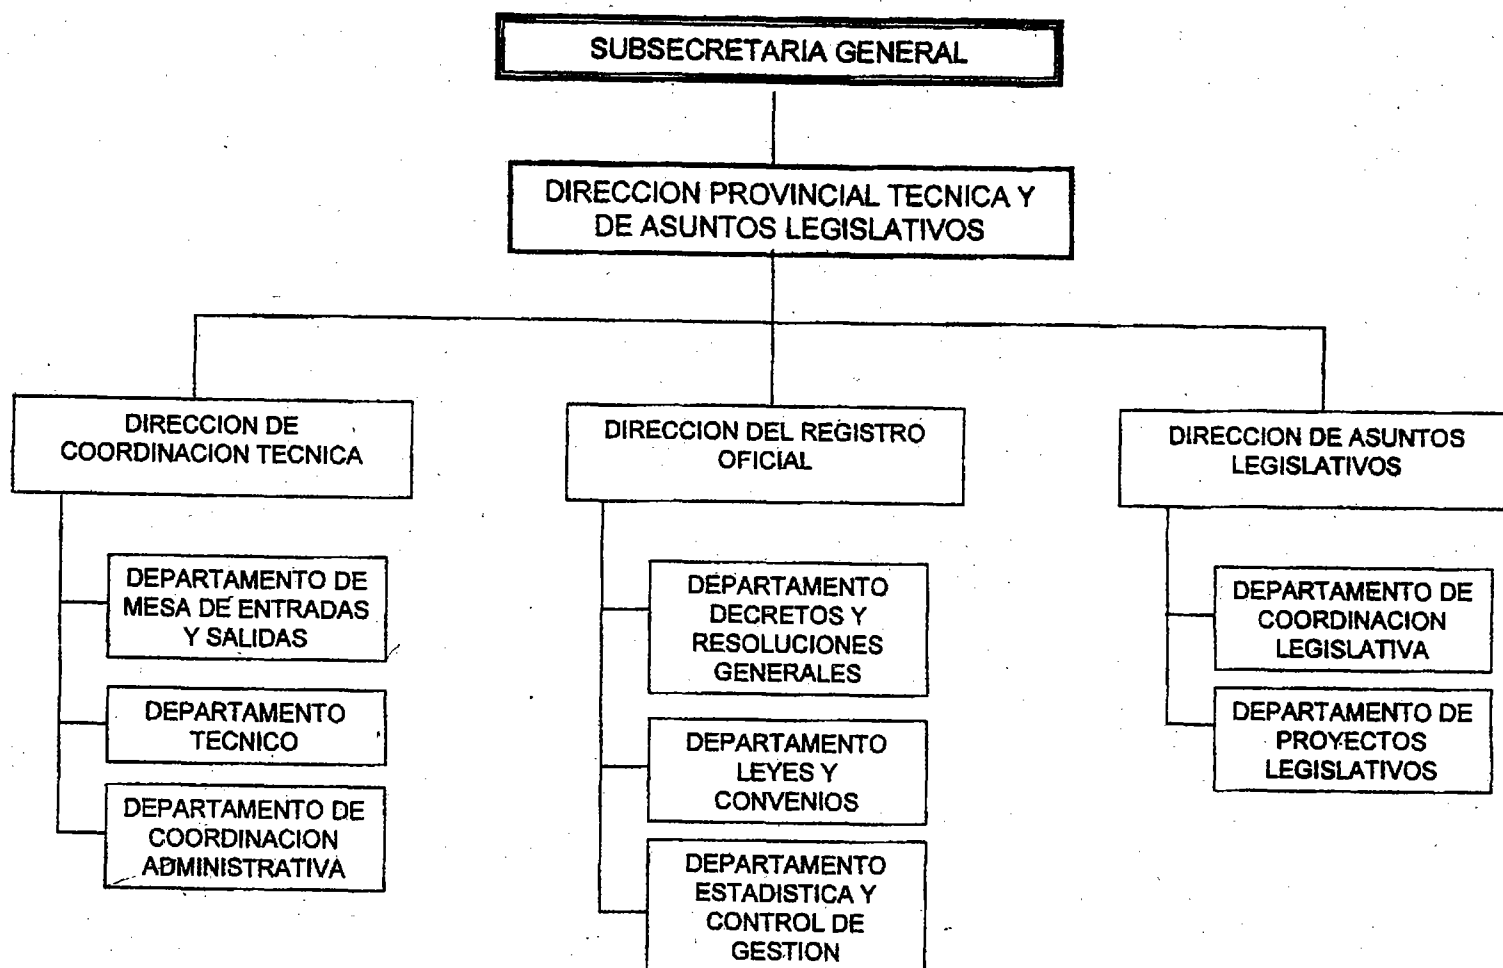 SUBSECRETARIA GENERAL
DIRECCION PROVINCIAL TECNICA Y
DE ASUNTOS LEGISLATIVOS
DIRECCION DE
COORDINACION TECNICA
DIRECCION DEL REGISTRO
OFICIAL
DIRECCION DE ASUNTOS
LEGISLATIVOS
DEPARTAMENTO DE
MESA DE ENTRADAS
Y SALIDAS
DEPARTAMENTO
TECNICO
DEPARTAMENTO DE
COORDINACION
ADMINISTRATIVA
DEPARTAMENTO
DECRETOS Y
RESOLUCIONES
GENERALES
DEPARTAMENTO
LEYES Y
CONVENIOS
DEPARTAMENTO
ESTADISTICA Y
CONTROL DE
GESTION
DEPARTAMENTO DE
COORDINACION
LEGISLATIVA
DEPARTAMENTO DE
PROYECTOS
LEGISLATIVOS